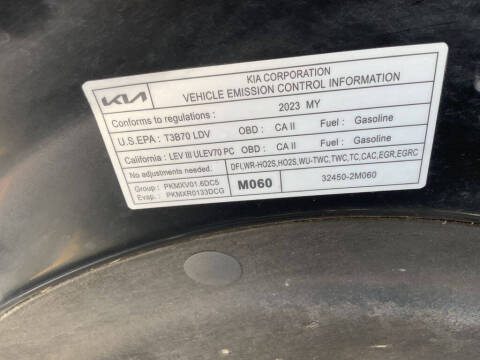 KIA CORPORATION
KIA VEHICLE EMISSION CONTROL INFORMATION
Conforms to regulations : 2023 MY
U.S.EPA : T3B70 LDV OBD : CA II Fuel : Gasoline
California : LEV III ULEV70 PC OBD : CA II Fuel : Gasoline
No adjustments needed. DFI,WR-HO2S,HO2S,WU-TWC,TWC,TC,CAC,EGR,EGRC
Group : PKMXV01.6DC5
Evap. : PKMXR0133DCG M060 32450-2M060